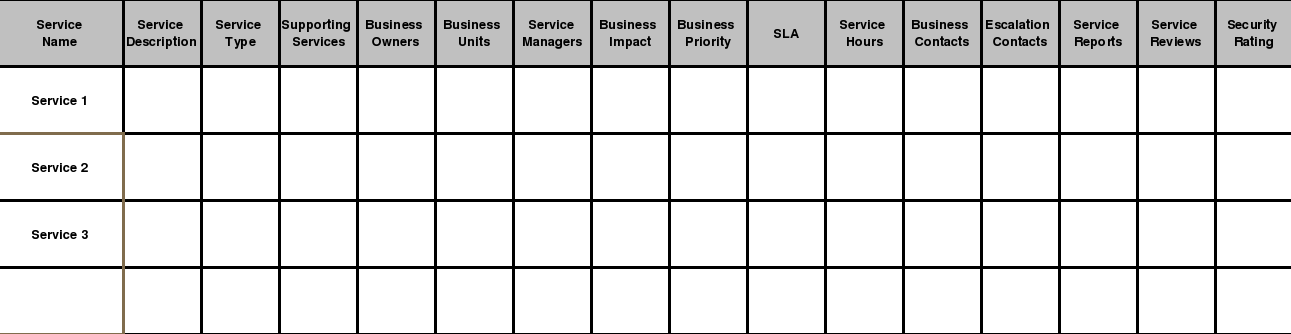 Service Name
Service Description
Service Type
Supporting Services
Business Owners
Business Units
Service Managers
Business Impact
Business Priority
SLA
Service Hours
Business Contacts
Escalation Contacts
Service Reports
Service Reviews
Security Rating
Service 1
Service 2
Service 3